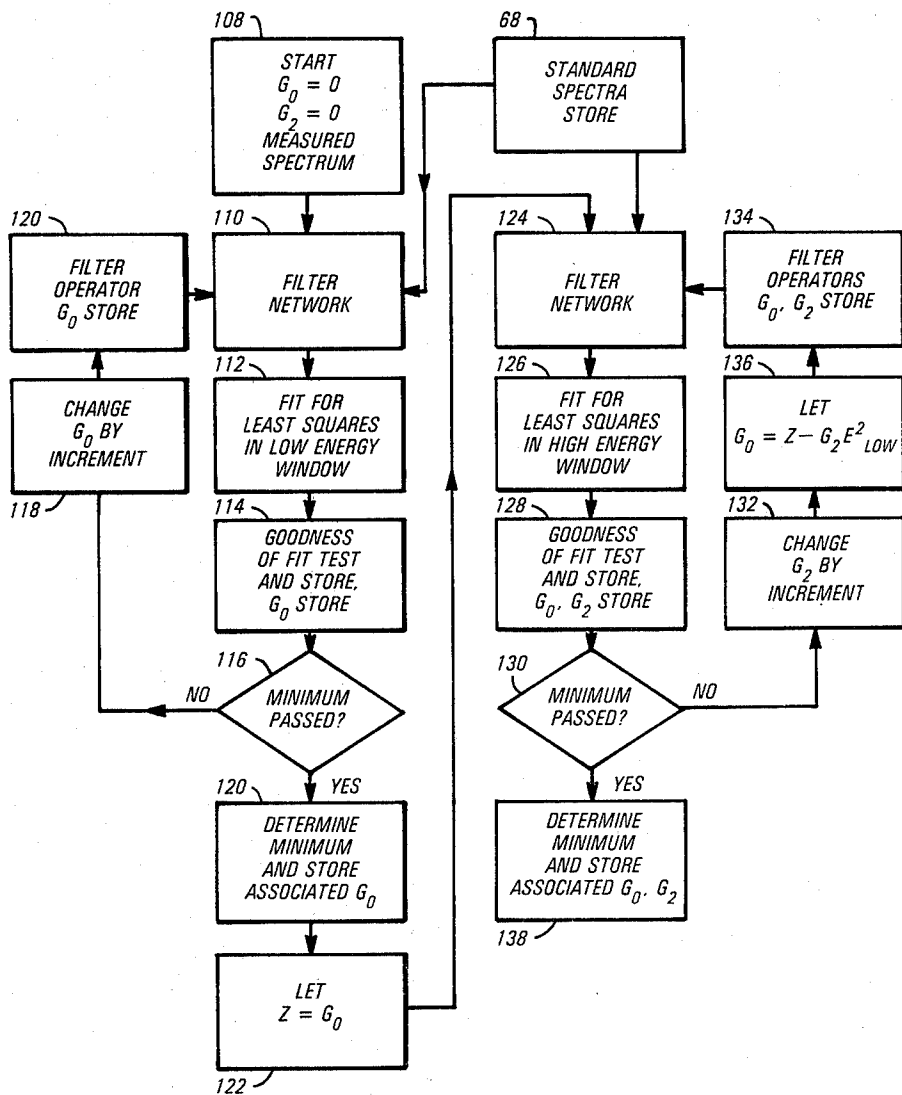 108
START
G₀ = 0
G₂ = 0
MEASURED
SPECTRUM
68
STANDARD
SPECTRA
STORE
120
FILTER
OPERATOR
G₀ STORE
110
FILTER
NETWORK
124
FILTER
NETWORK
134
FILTER
OPERATORS
G₀, G₂ STORE
CHANGE
G₀ BY
INCREMENT
118
112
FIT FOR
LEAST SQUARES
IN LOW ENERGY
WINDOW
126
FIT FOR
LEAST SQUARES
IN HIGH ENERGY
WINDOW
136
LET
G₀ = Z – G₂ E² LOW
114
GOODNESS
OF FIT TEST
AND STORE,
G₀ STORE
128
GOODNESS
OF FIT TEST
AND STORE,
G₀, G₂ STORE
132
CHANGE
G₂ BY
INCREMENT
116
MINIMUM
PASSED?
NO
YES
130
MINIMUM
PASSED?
NO
YES
120
DETERMINE
MINIMUM
AND STORE
ASSOCIATED G₀
DETERMINE
MINIMUM
AND STORE
ASSOCIATED G₀, G₂
138
LET
Z = G₀
122